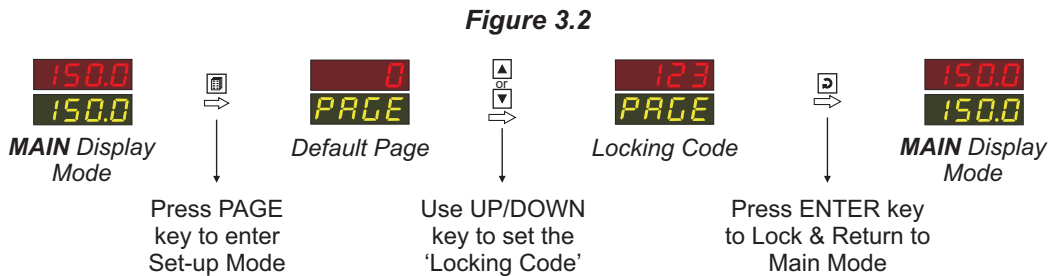 Figure 3.2
150.0
150.0
MAIN Display
Mode
0
PAGE
Default Page
or
123
PAGE
Locking Code
150.0
150.0
MAIN Display
Mode
Press PAGE
key to enter
Set-up Mode
Use UP/DOWN
key to set the
‘Locking Code’
Press ENTER key
to Lock & Return to
Main Mode